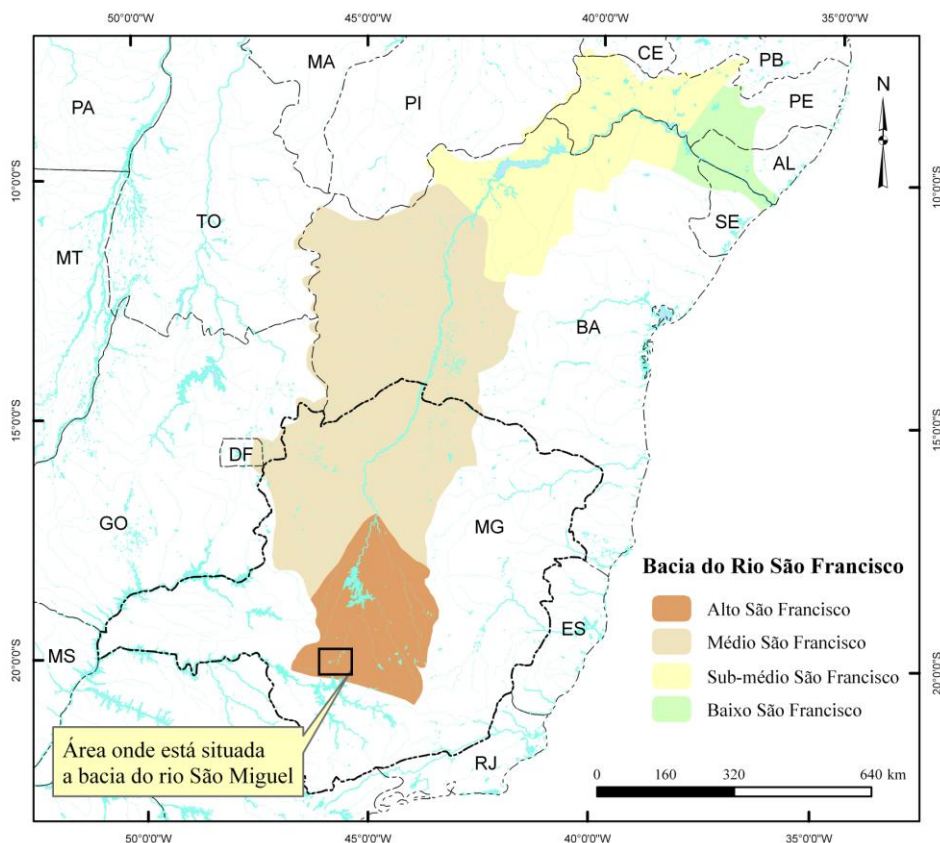 50°0'0"W
45°0'0"W
40°0'0"W
35°0'0"W
CE
PB
MA
PA
PI
PE
N
AL
10°0'0"S
10°0'0"S
TO
SE
MT
BA
15°0'0"S
15°0'0"S
DF
GO
MG
Bacia do Rio São Francisco
Alto São Francisco
ES
Médio São Francisco
MS
20°0'0"S
20°0'0"S
Sub-médio São Francisco
Baixo São Francisco
Área onde está situada
a bacia do rio São Miguel
RJ
0 160 320 640 km
50°0'0"W
45°0'0"W
40°0'0"W
35°0'0"W